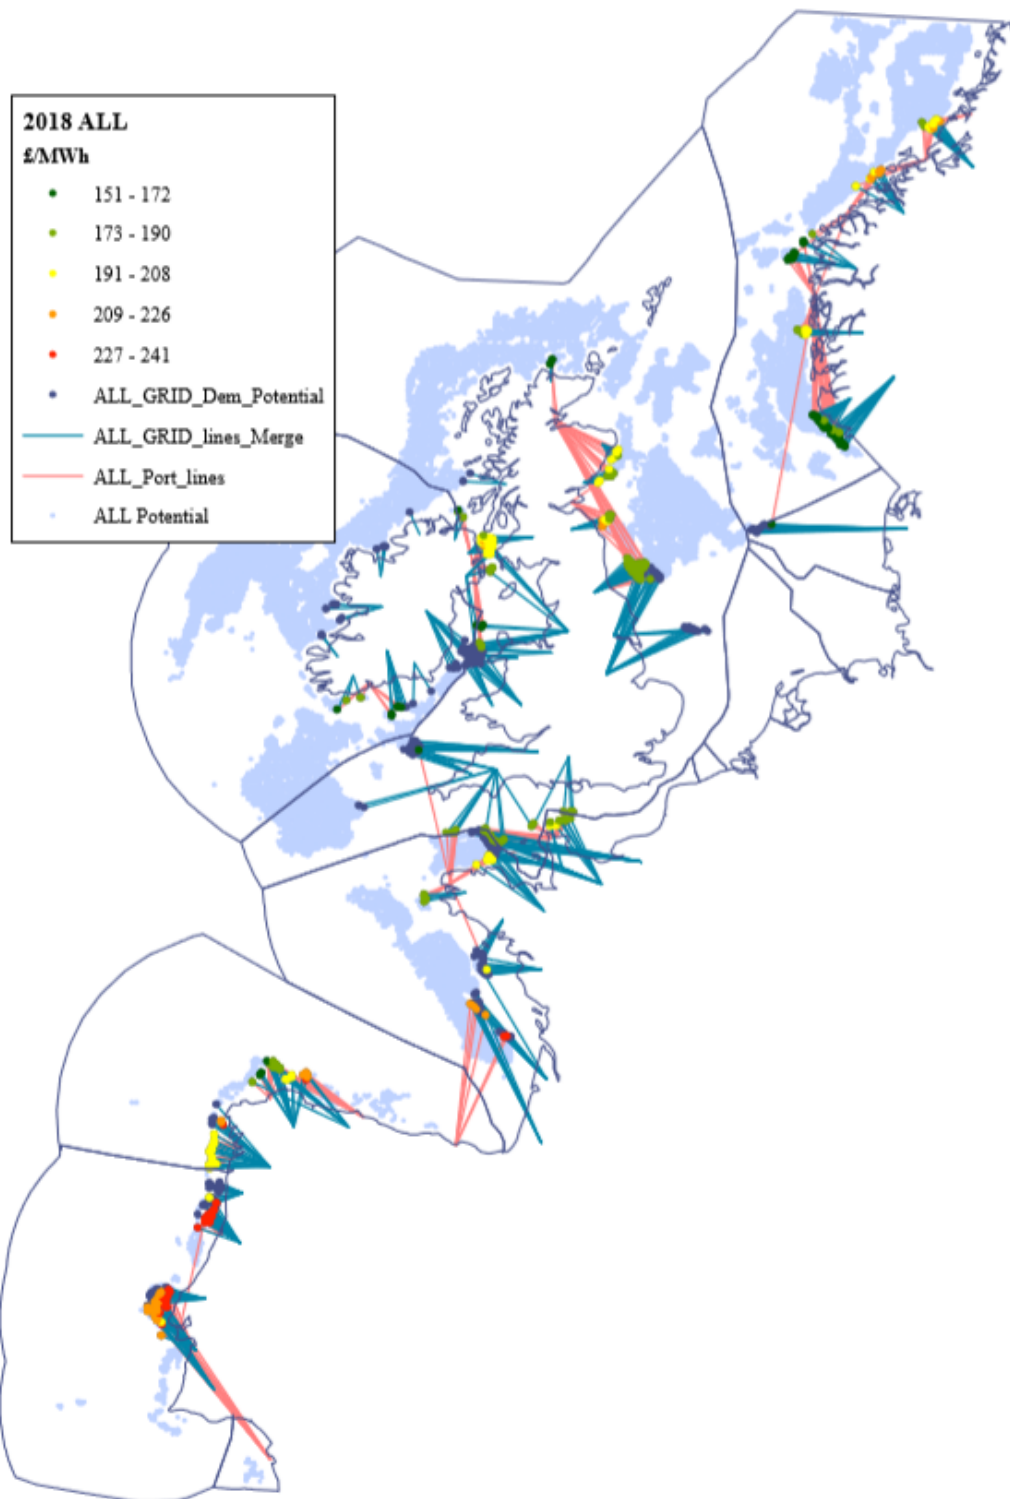 2018 ALL
£/MWh
151 - 172
173 - 190
191 - 208
209 - 226
227 - 241
ALL_GRID_Dem_Potential
ALL_GRID_lines_Merge
ALL_Port_lines
ALL Potential